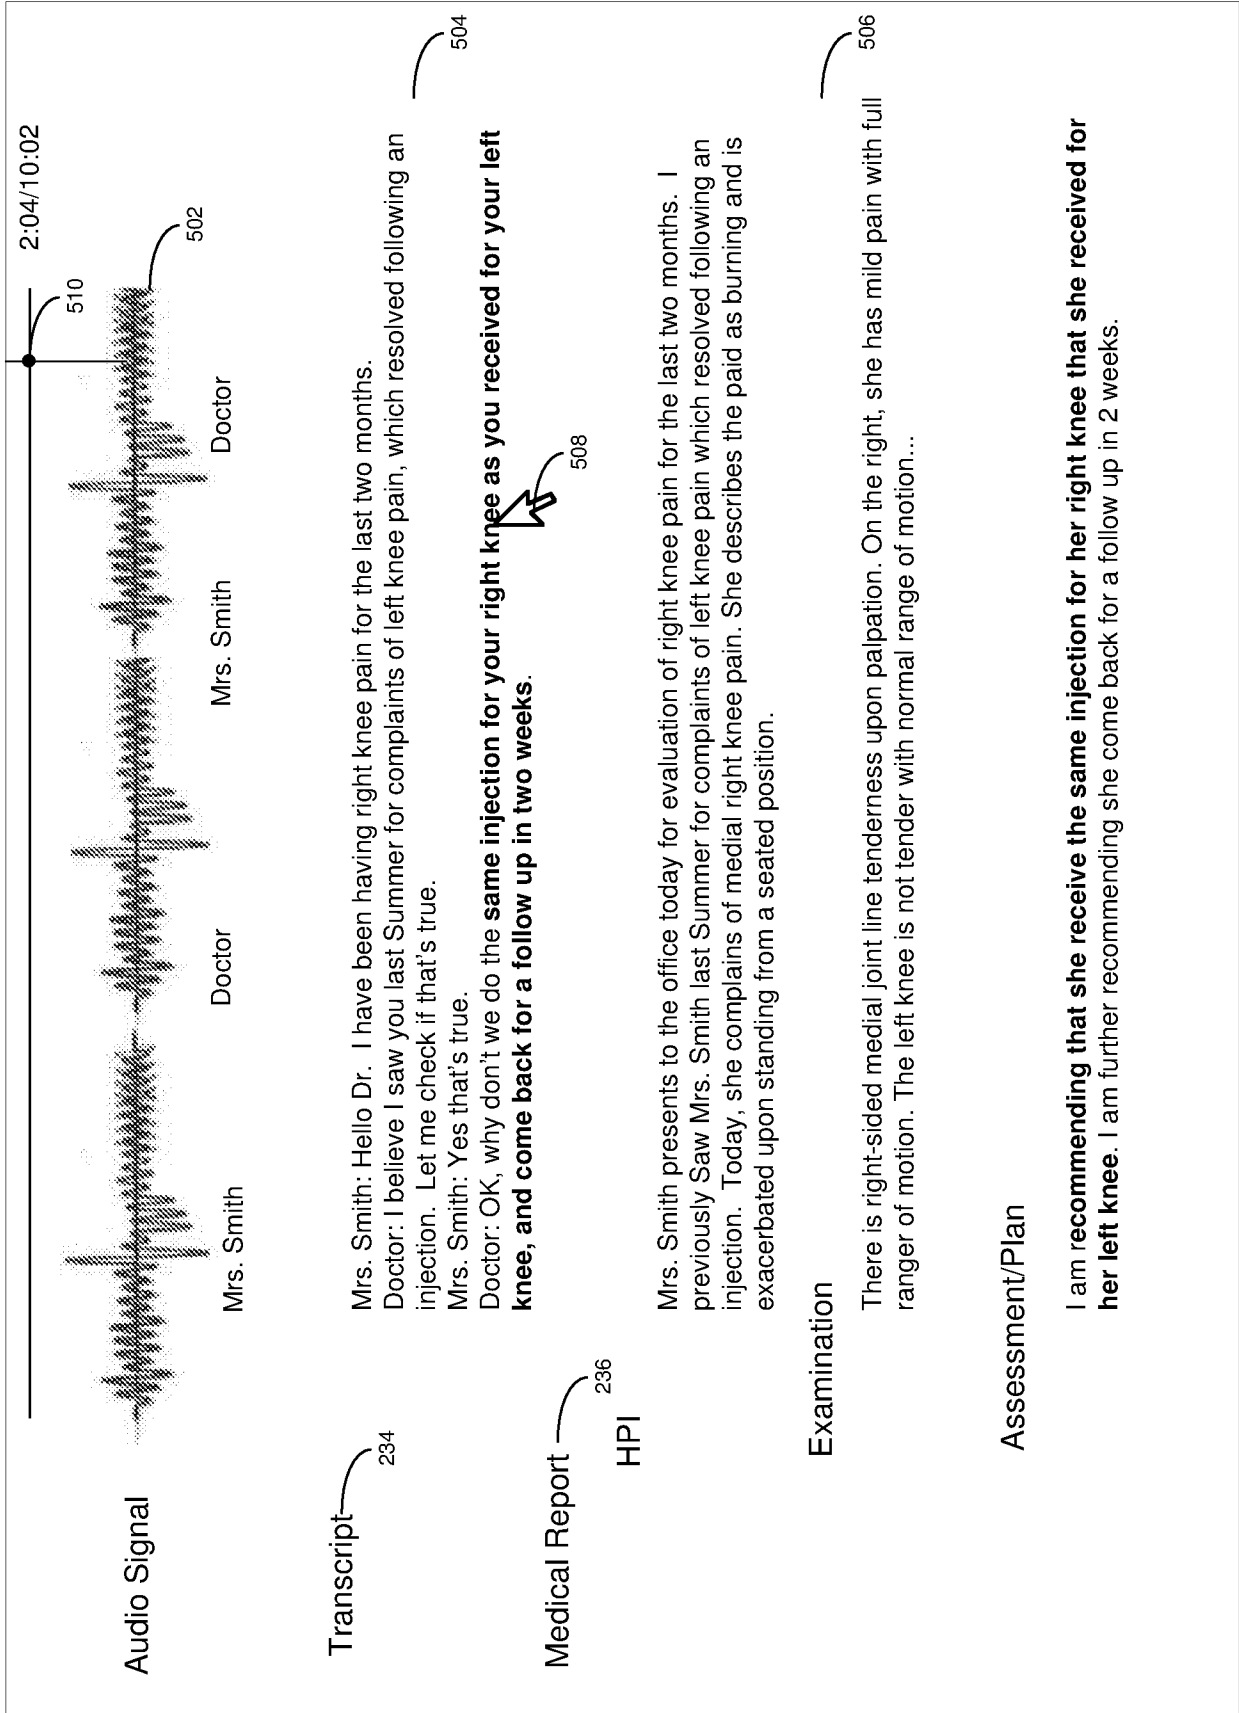 2:04/10:02
510
Audio Signal
502
Mrs. Smith
Doctor
Mrs. Smith
Doctor
504
Transcript
234
Mrs. Smith: Hello Dr.  I have been having right knee pain for the last two months.
Doctor: I believe I saw you last Summer for complaints of left knee pain, which resolved following an
injection.  Let me check if that's true.
Mrs. Smith: Yes that's true.
Doctor: OK, why don't we do the same injection for your right knee as you received for your left
knee, and come back for a follow up in two weeks.
508
Medical Report
236
HPI
Mrs. Smith presents to the office today for evaluation of right knee pain for the last two months.  I
previously Saw Mrs. Smith last Summer for complaints of left knee pain which resolved following an
injection.  Today, she complains of medial right knee pain. She describes the paid as burning and is
exacerbated upon standing from a seated position.
506
Examination
There is right-sided medial joint line tenderness upon palpation. On the right, she has mild pain with full
ranger of motion. The left knee is not tender with normal range of motion...
Assessment/Plan
I am recommending that she receive the same injection for her right knee that she received for
her left knee. I am further recommending she come back for a follow up in 2 weeks.